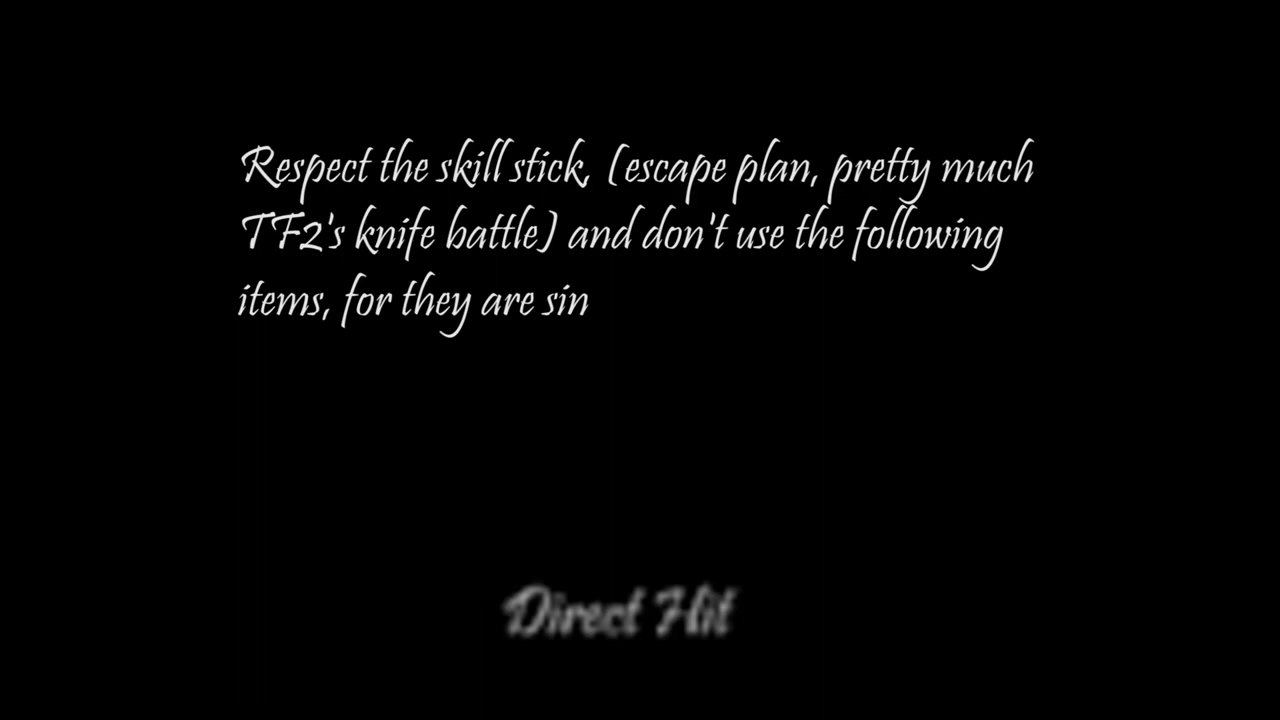 Respect the skill stick. (escape plan, pretty much
TF2's knife battle) and don't use the following
items, for they are sin
Direct Hit